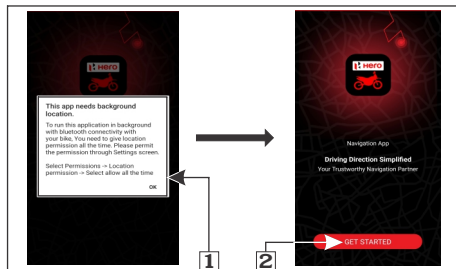 Hero
This app needs background
location.
To run this application in background
with bluetooth connectivity with
your bike, You need to give location
permission all the time. Please permit
the permission through Settings screen.
Select Permissions -> Location
permission -> Select allow all the time
OK
1
Hero
Navigation App
Driving Direction Simplified
Your Trustworthy Navigation Partner
GET STARTED
2